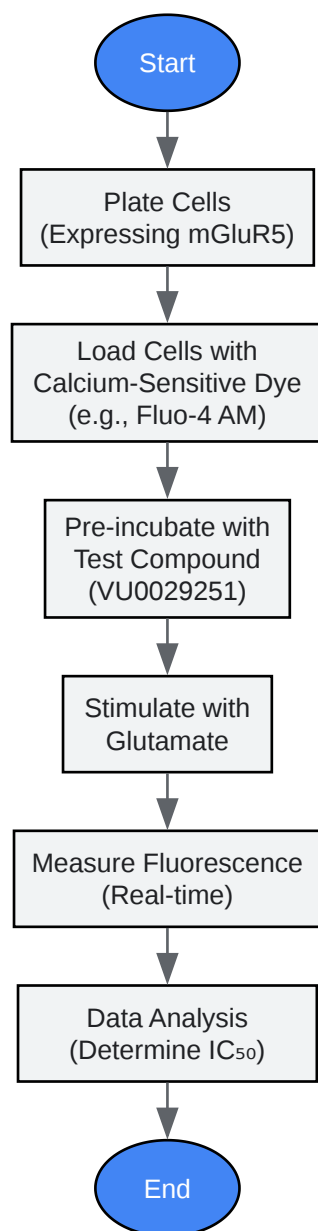 Start
Plate Cells
(Expressing mGluR5)
Load Cells with
Calcium-Sensitive Dye
(e.g., Fluo-4 AM)
Pre-incubate with
Test Compound
(VU0029251)
Stimulate with
Glutamate
Measure Fluorescence
(Real-time)
Data Analysis
(Determine IC₅₀)
End